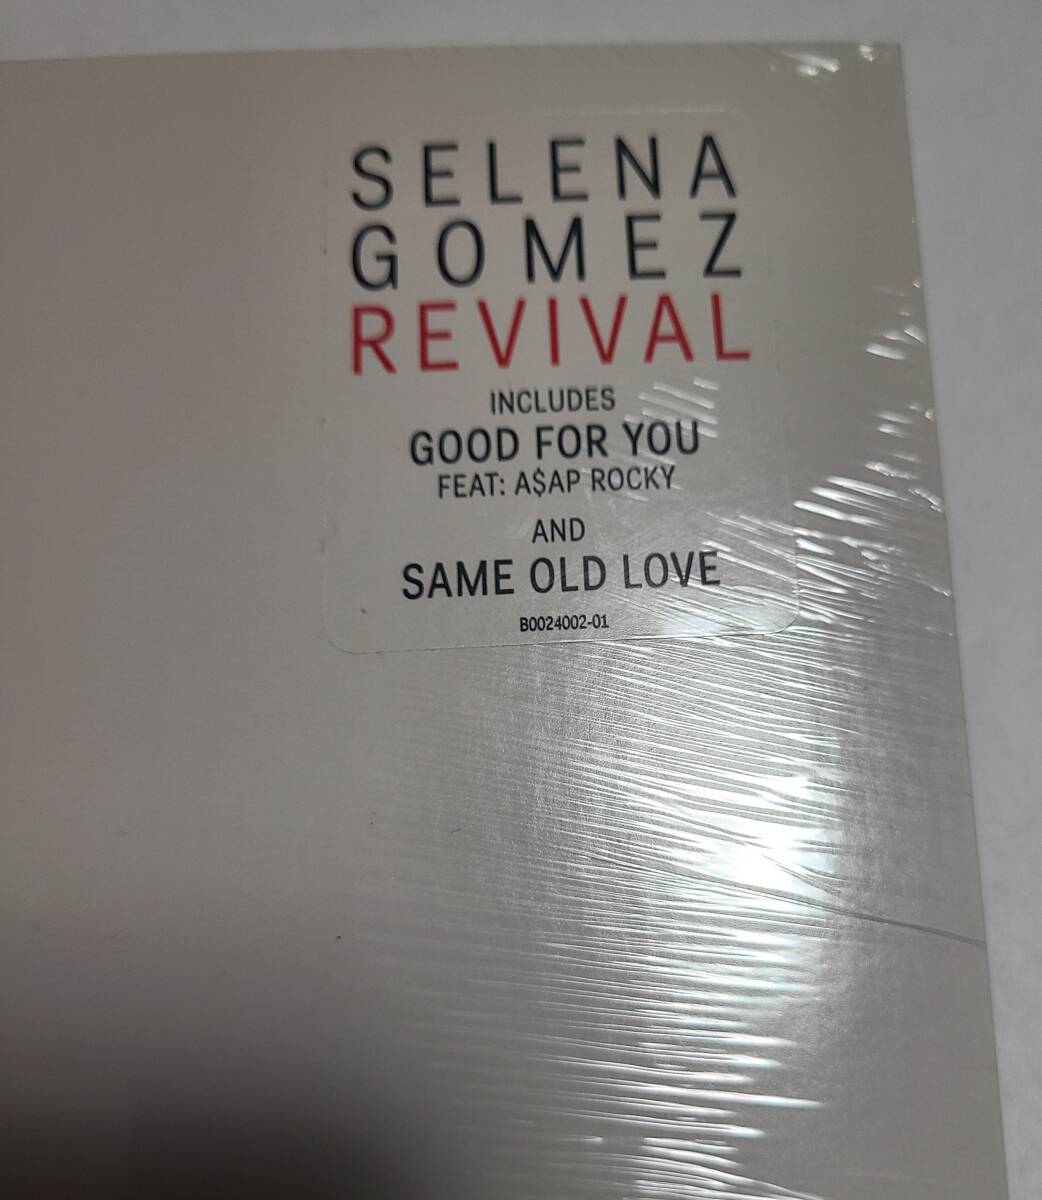 SELENA
GOMEZ
REVIVAL
INCLUDES
GOOD FOR YOU
FEAT: A$AP ROCKY
AND
SAME OLD LOVE
B0024002-01